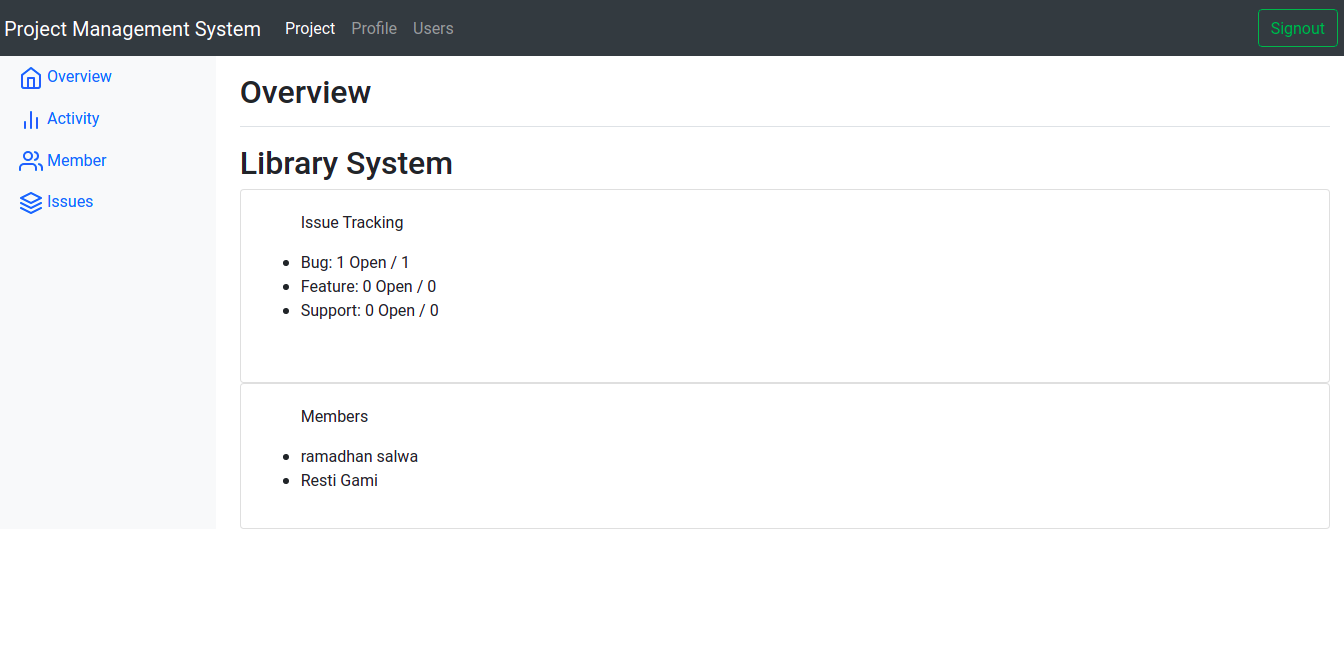 Project Management System Project Profile Users Signout
Overview
Activity
Member
Issues
Overview
Library System
Issue Tracking
Bug: 1 Open / 1
Feature: 0 Open / 0
Support: 0 Open / 0
Members
ramadhan salwa
Resti Gami